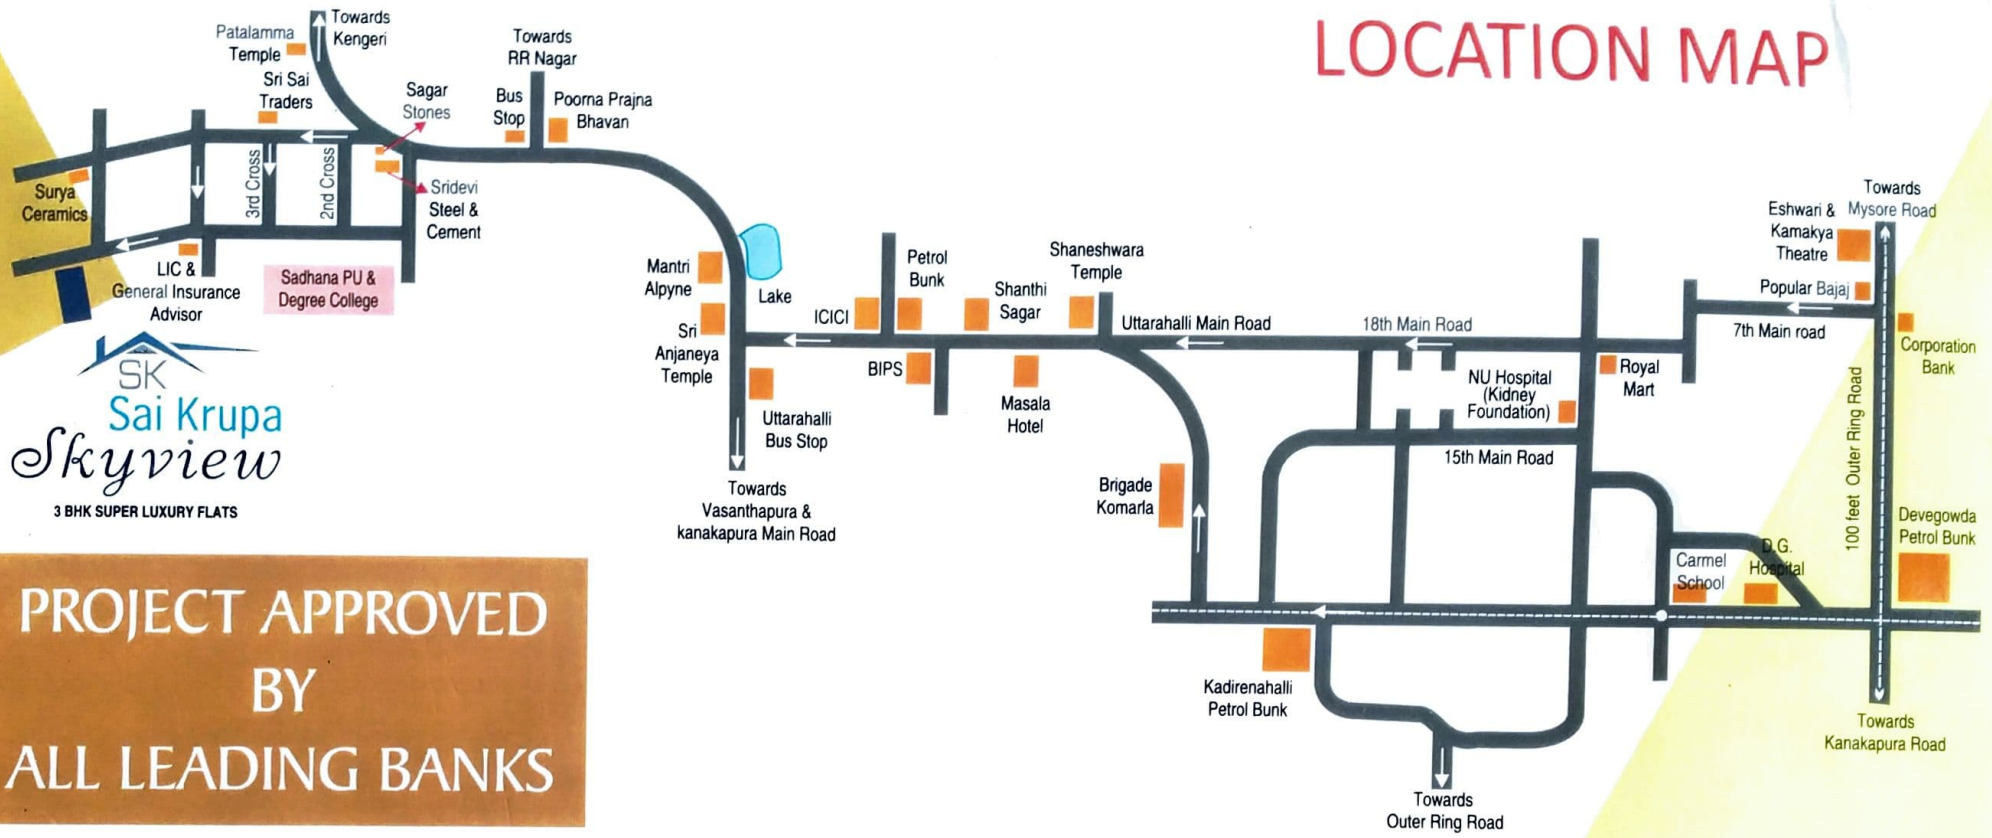 LOCATION MAP
Towards
Kengeri
Patalamma
Temple
Sri Sai
Traders
Sagar
Stones
Towards
RR Nagar
Bus
Stop
Poorna Prajna
Bhavan
3rd Cross
2nd Cross
Surya
Ceramics
Sridevi
Steel &
Cement
LIC &
General Insurance
Advisor
Sadhana PU &
Degree College
Mantri
Alpyne
Lake
Sri
Anjaneya
Temple
Uttarahalli
Bus Stop
Towards
Vasanthapura &
kanakapura Main Road
ICICI
Petrol
Bunk
BIPS
Shanthi
Sagar
Masala
Hotel
Shaneshwara
Temple
Uttarahalli Main Road
18th Main Road
Brigade
Komarla
NU Hospital
(Kidney
Foundation)
15th Main Road
Royal
Mart
Towards
Mysore Road
Eshwari &
Kamakya
Theatre
Popular Bajaj
7th Main road
Corporation
Bank
100 feet Outer Ring Road
Devegowda
Petrol Bunk
Carmel
School
D.G.
Hospital
Kadirenahalli
Petrol Bunk
Towards
Kanakapura Road
Towards
Outer Ring Road
SK
Sai Krupa
Skyview
3 BHK SUPER LUXURY FLATS
PROJECT APPROVED
BY
ALL LEADING BANKS